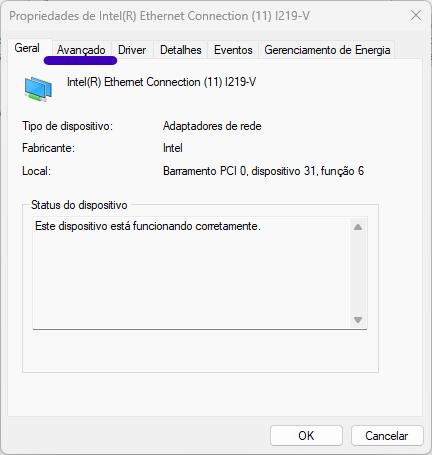 Propriedades de Intel(R) Ethernet Connection (11) I219-V
Geral Avançado Driver Detalhes Eventos Gerenciamento de Energia
Intel(R) Ethernet Connection (11) I219-V
Tipo de dispositivo: Adaptadores de rede
Fabricante: Intel
Local: Barramento PCI 0, dispositivo 31, função 6
Status do dispositivo
Este dispositivo está funcionando corretamente.
OK Cancelar